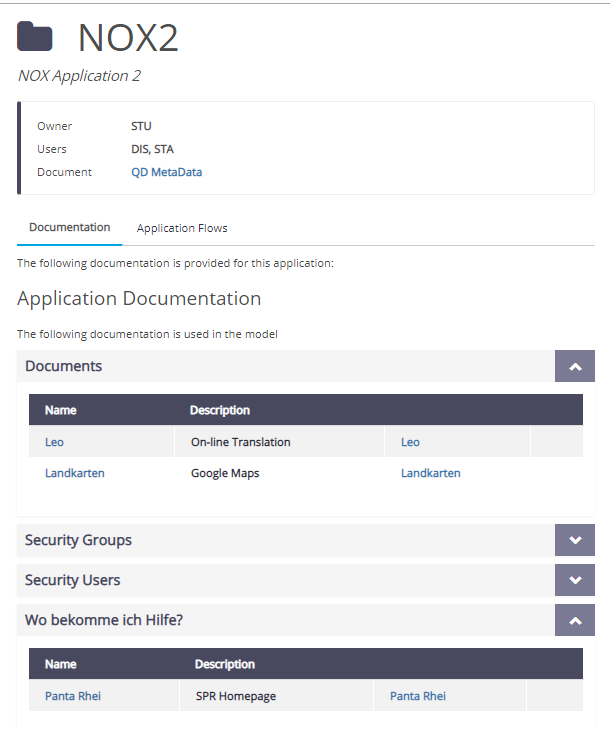 NOX2
NOX Application 2
Owner STU
Users DIS, STA
Document QD MetaData
Documentation Application Flows
The following documentation is provided for this application:
Application Documentation
The following documentation is used in the model
Documents
Name Description
Leo On-line Translation Leo
Landkarten Google Maps Landkarten
Security Groups
Security Users
Wo bekomme ich Hilfe?
Name Description
Panta Rhei SPR Homepage Panta Rhei